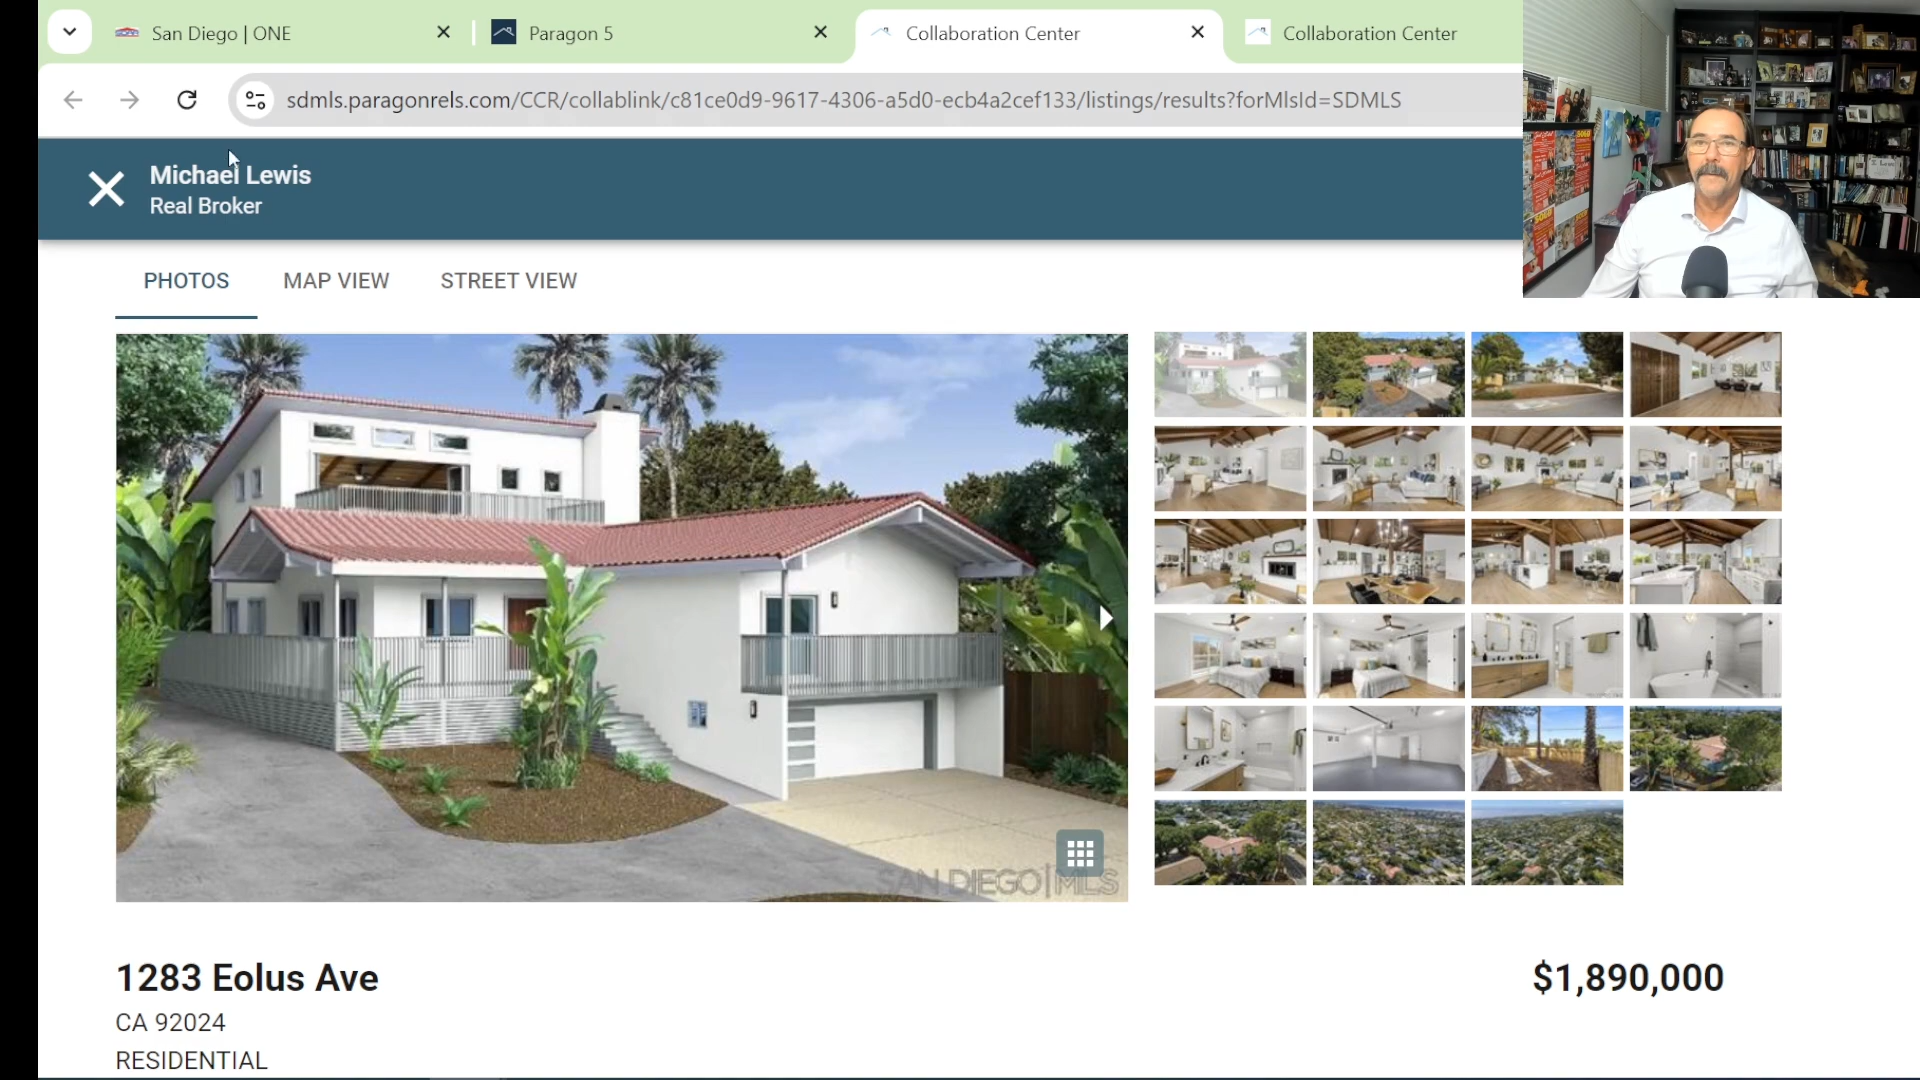 San Diego | ONE
Paragon 5
Collaboration Center
Collaboration Center
sdmls.paragonrels.com/CCR/collablink/c81ce0d9-9617-4306-a5d0-ecb4a2cef133/listings/results?forMlsId=SDMLS
Michael Lewis
Real Broker
PHOTOS
MAP VIEW
STREET VIEW
SAN DIEGO|MLS
1283 Eolus Ave
$1,890,000
CA 92024
RESIDENTIAL